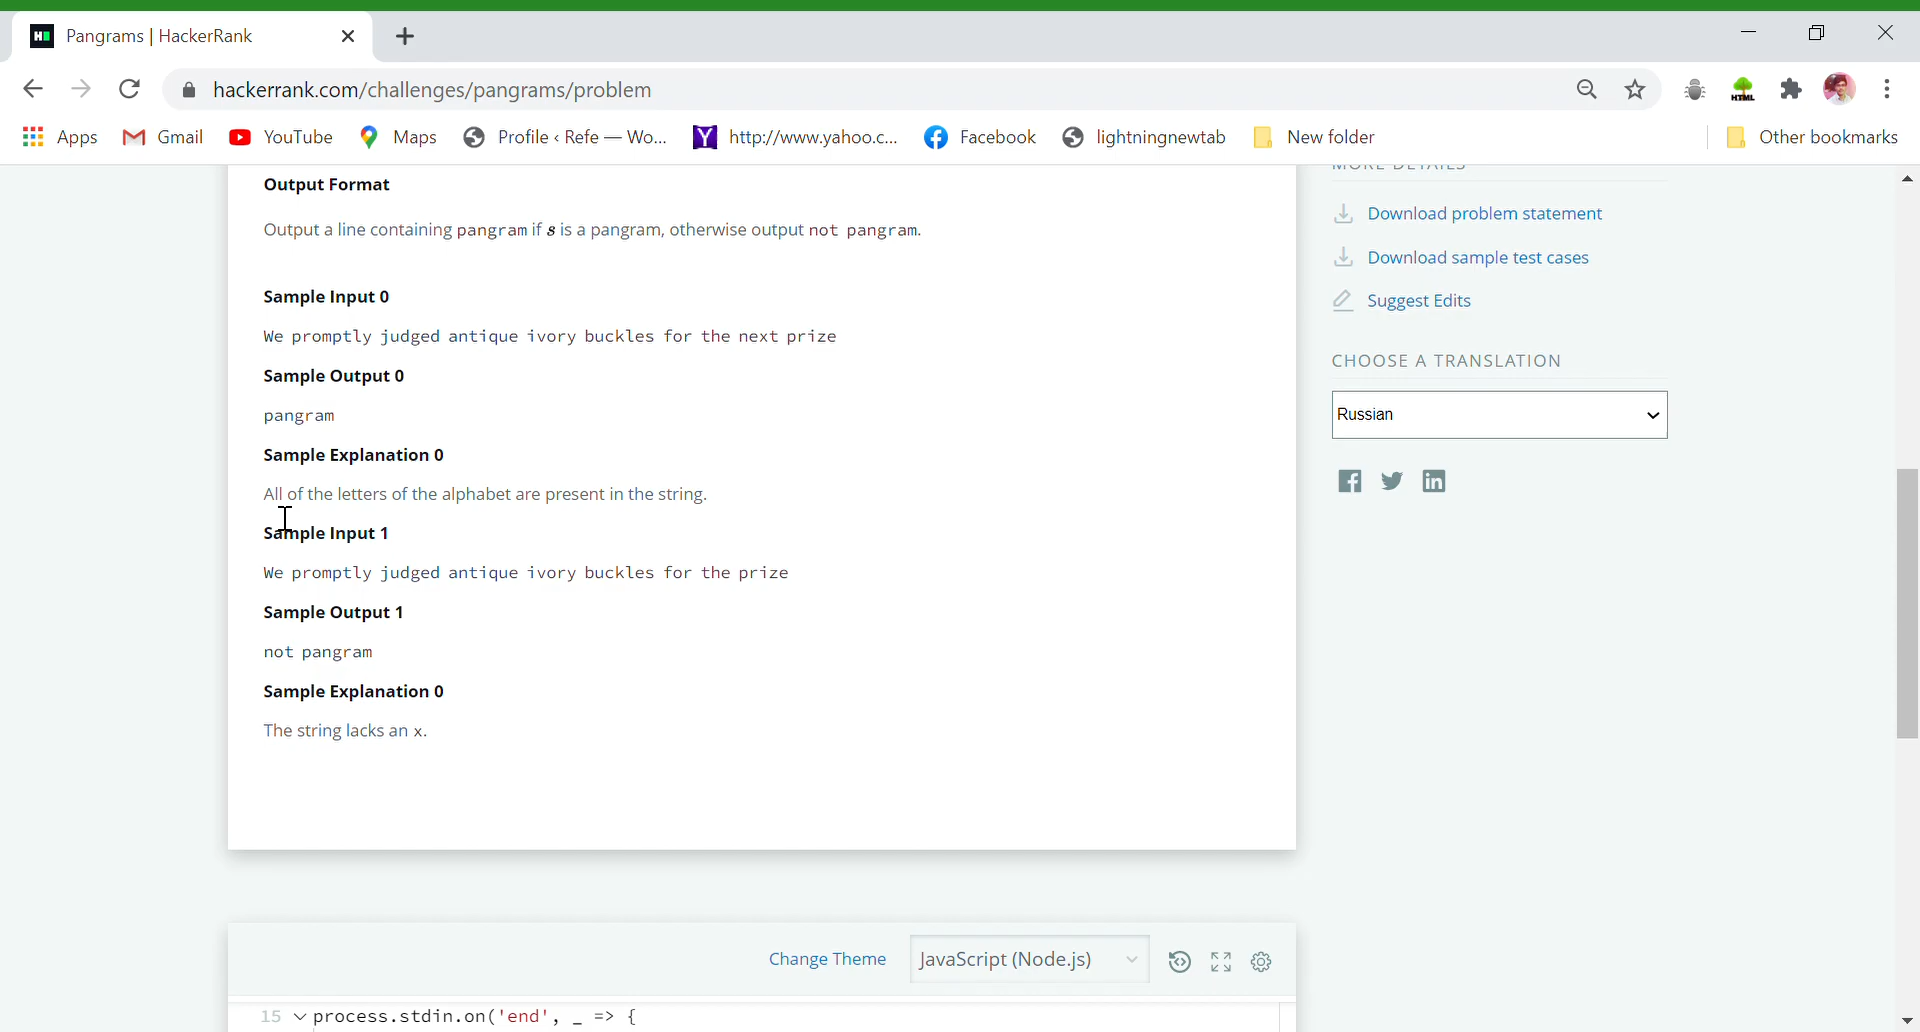 Pangrams | HackerRank
hackerrank.com/challenges/pangrams/problem
Apps Gmail YouTube Maps Profile ‹ Refe — Wo... http://www.yahoo.c... Facebook lightningnewtab New folder Other bookmarks
Output Format
Output a line containing pangram if s is a pangram, otherwise output not pangram.
Sample Input 0
We promptly judged antique ivory buckles for the next prize
Sample Output 0
pangram
Sample Explanation 0
All of the letters of the alphabet are present in the string.
Sample Input 1
We promptly judged antique ivory buckles for the prize
Sample Output 1
not pangram
Sample Explanation 0
The string lacks an x.
MORE DETAILS
Download problem statement
Download sample test cases
Suggest Edits
CHOOSE A TRANSLATION
Russian
Change Theme JavaScript (Node.js)
15 process.stdin.on('end', _ => {